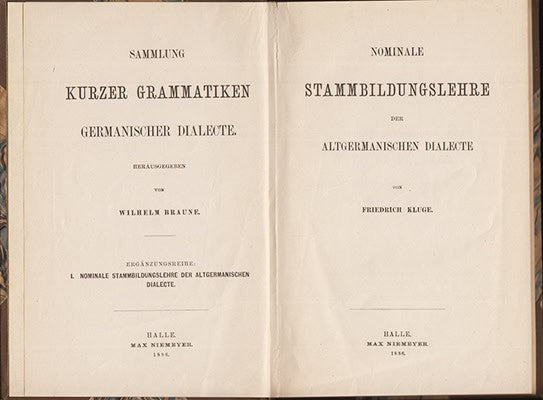 SAMMLUNG
KURZER GRAMMATIKEN
GERMANISCHER DIALECTE.
HERAUSGEGEBEN
VON
WILHELM BRAUNE.
ERGÄNZUNGSREIHE:
I. NOMINALE STAMMBILDUNGSLEHRE DER ALTGERMANISCHEN
DIALECTE.
HALLE.
MAX NIEMEYER.
1886.
NOMINALE
STAMMBILDUNGSLEHRE
DER
ALTGERMANISCHEN DIALECTE
VON
FRIEDRICH KLUGE.
HALLE.
MAX NIEMEYER.
1886.